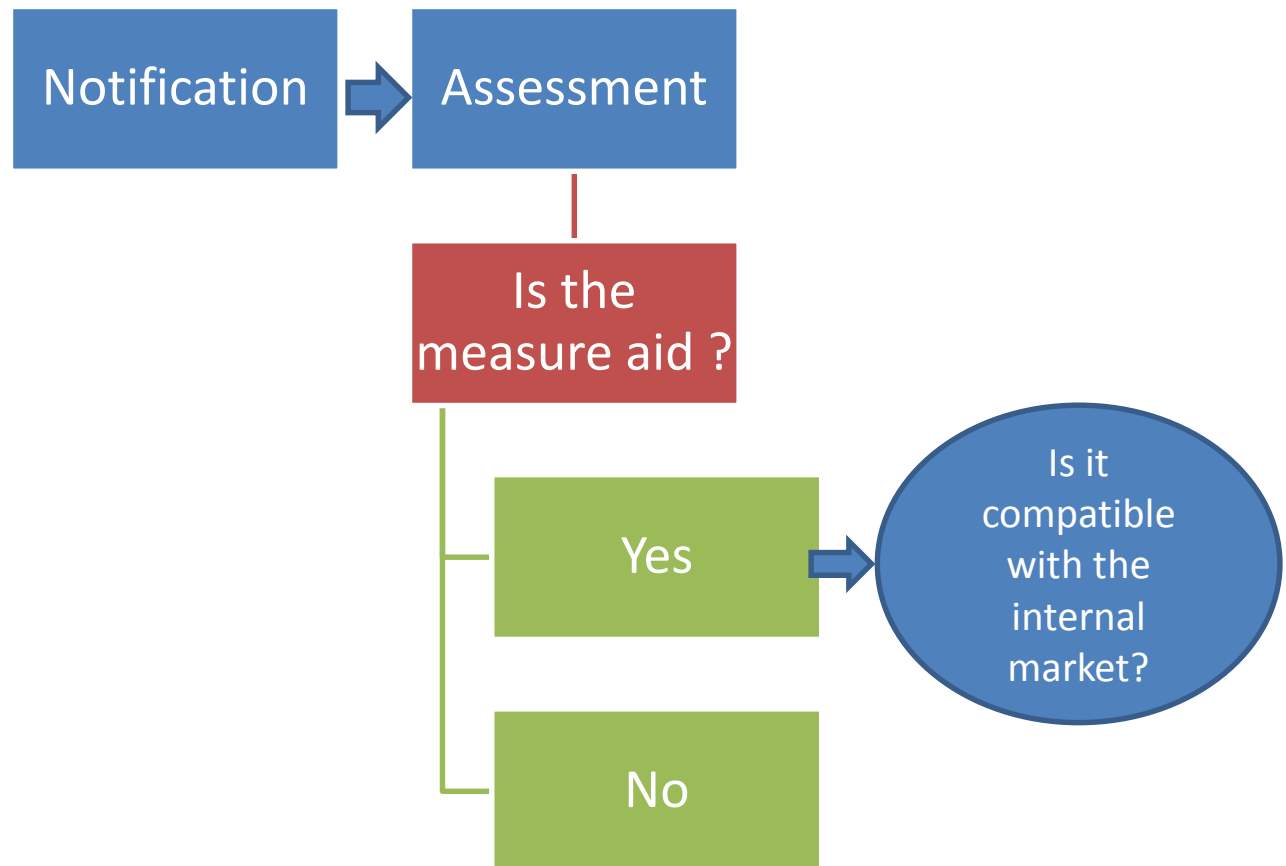 Notification
Assessment
Is the
measure aid ?
Yes
Is it
compatible
with the
internal
market?
No